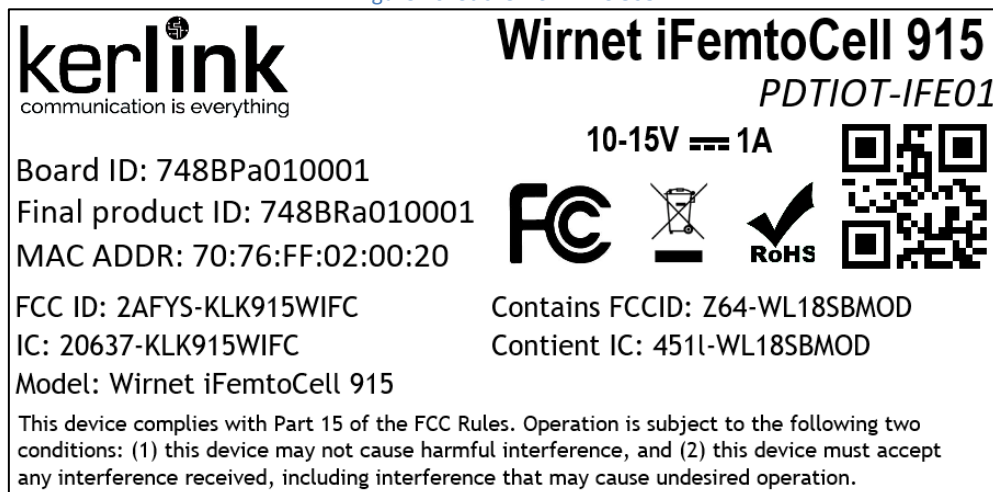 kerlink
communication is everything
Wirnet iFemtoCell 915
PDTIOT-IFE01
10-15V 1A
Board ID: 748BPa010001
Final product ID: 748BRa010001
MAC ADDR: 70:76:FF:02:00:20
FC
RoHS
FCC ID: 2AFYS-KLK915WIFC
IC: 20637-KLK915WIFC
Model: Wirnet iFemtoCell 915
Contains FCCID: Z64-WL18SBMOD
Contient IC: 451l-WL18SBMOD
This device complies with Part 15 of the FCC Rules. Operation is subject to the following two
conditions: (1) this device may not cause harmful interference, and (2) this device must accept
any interference received, including interference that may cause undesired operation.